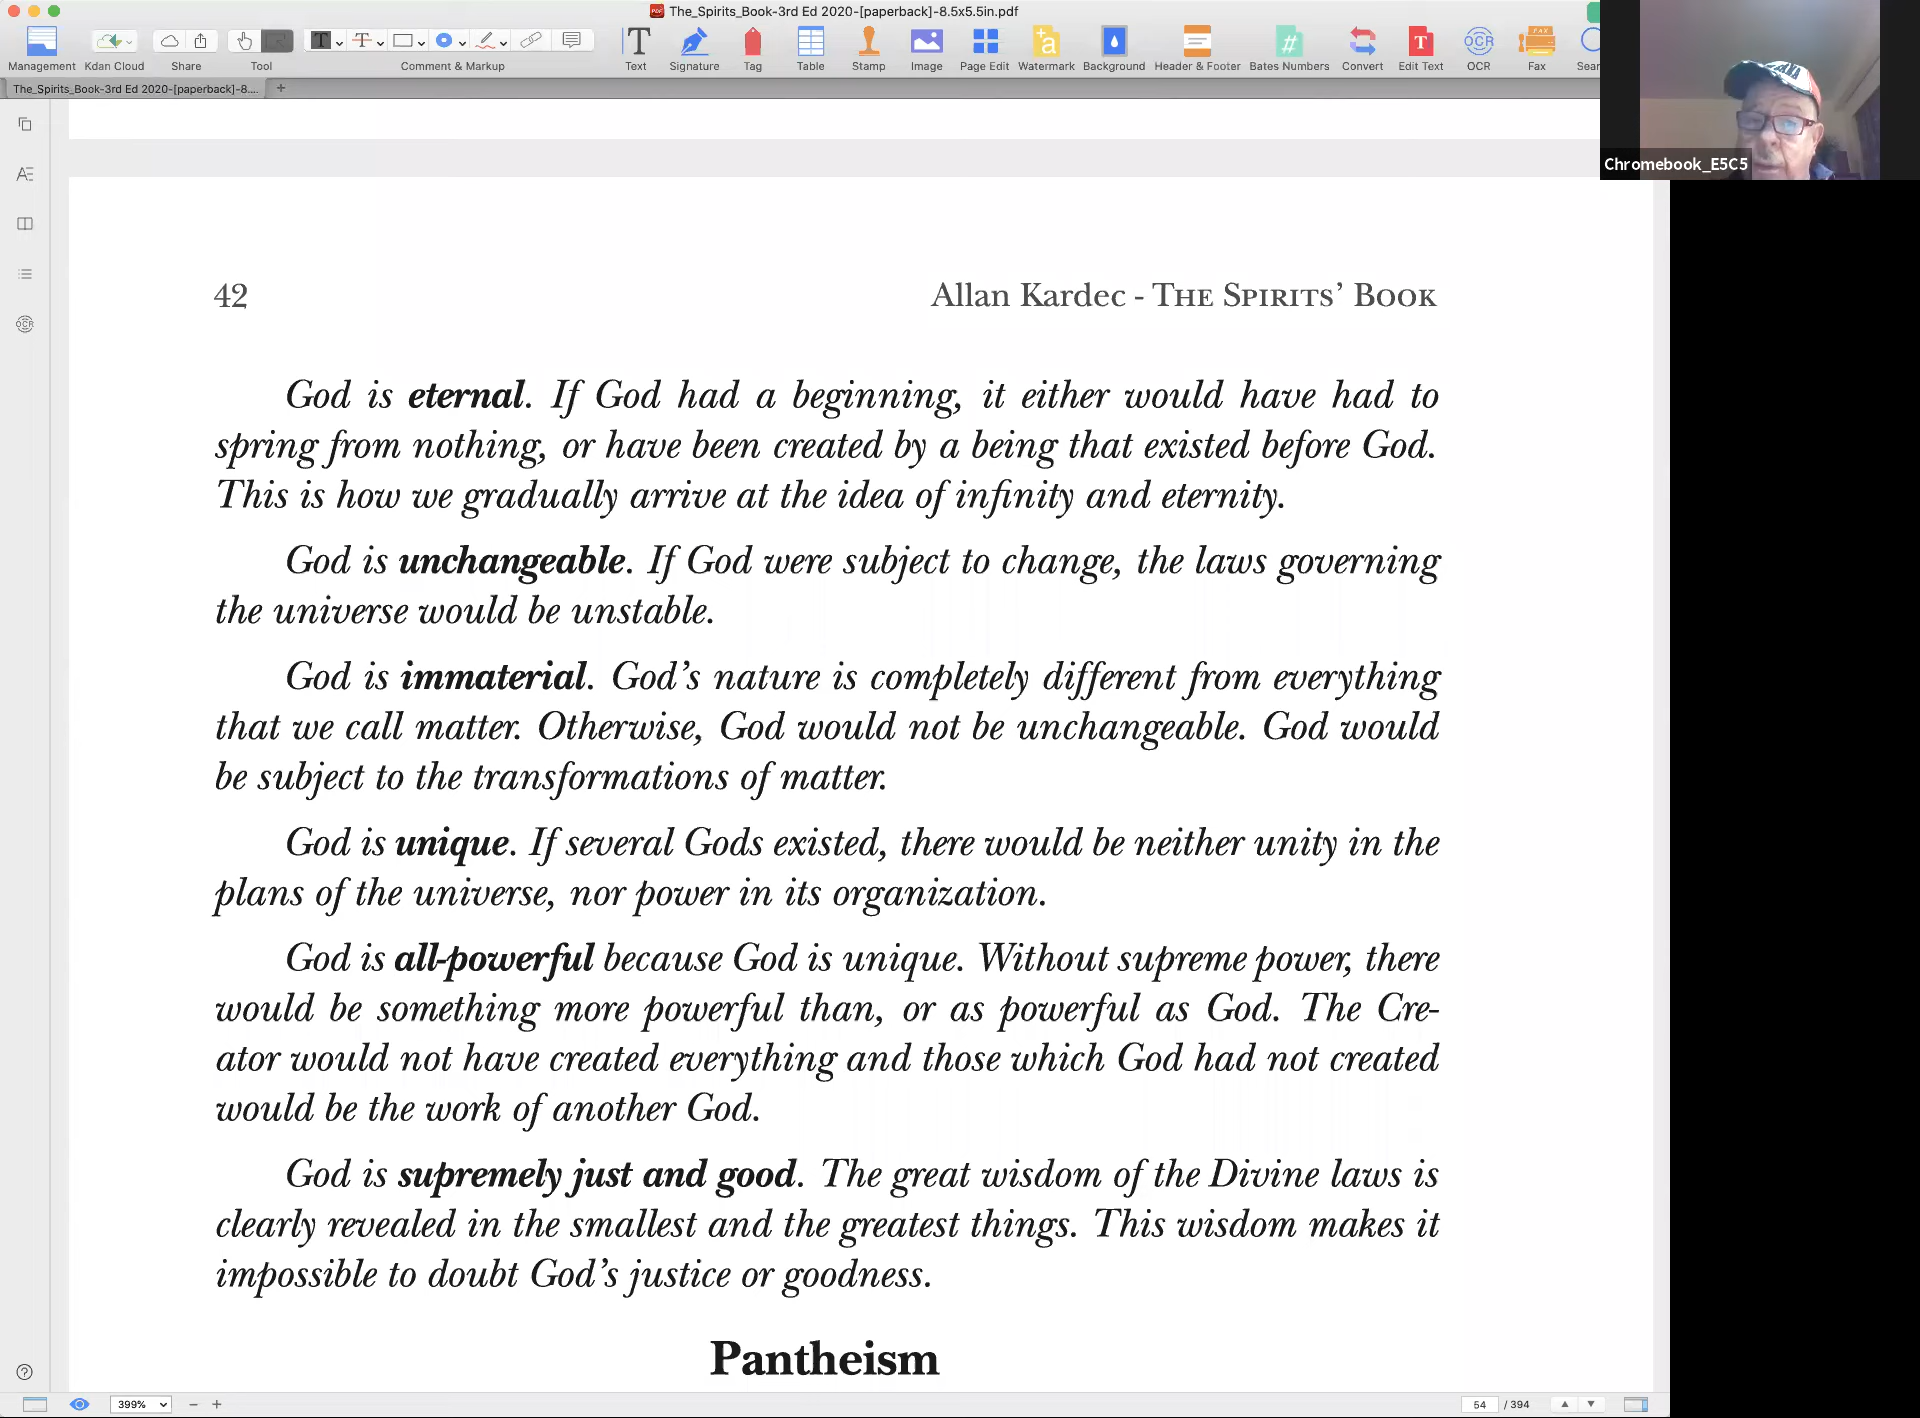 The_Spirits_Book-3rd Ed 2020-[paperback]-8.5x5.5in.pdf
Management Kdan Cloud Share Tool Comment & Markup Text Signature Tag Table Stamp Image Page Edit Watermark Background Header & Footer Bates Numbers Convert Edit Text OCR Fax Sear
The_Spirits_Book-3rd Ed 2020-[paperback]-8....
Chromebook_E5C5
42 Allan Kardec - THE SPIRITS’ BOOK
God is eternal. If God had a beginning, it either would have had to
spring from nothing, or have been created by a being that existed before God.
This is how we gradually arrive at the idea of infinity and eternity.
God is unchangeable. If God were subject to change, the laws governing
the universe would be unstable.
God is immaterial. God’s nature is completely different from everything
that we call matter. Otherwise, God would not be unchangeable. God would
be subject to the transformations of matter.
God is unique. If several Gods existed, there would be neither unity in the
plans of the universe, nor power in its organization.
God is all-powerful because God is unique. Without supreme power, there
would be something more powerful than, or as powerful as God. The Cre-
ator would not have created everything and those which God had not created
would be the work of another God.
God is supremely just and good. The great wisdom of the Divine laws is
clearly revealed in the smallest and the greatest things. This wisdom makes it
impossible to doubt God’s justice or goodness.
Pantheism
399% 54 / 394